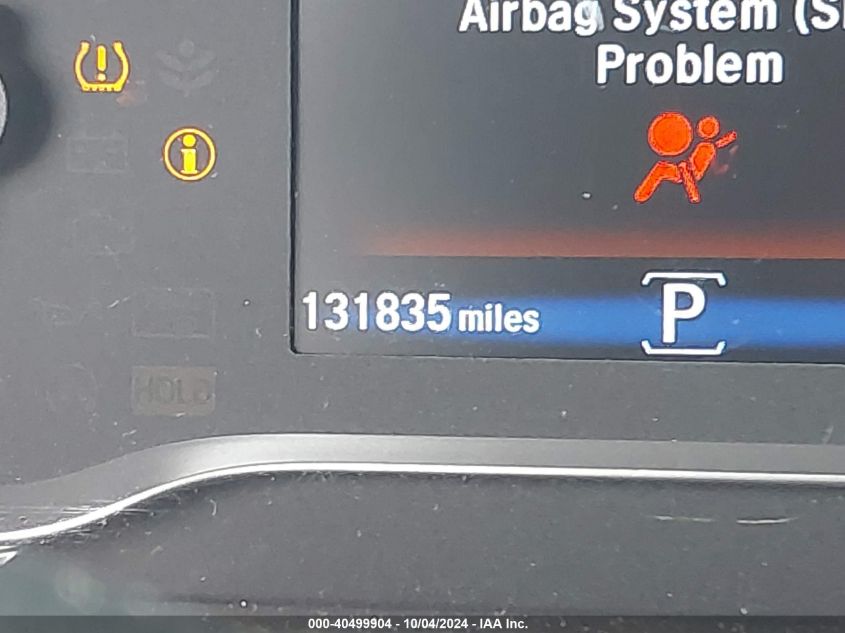 Airbag System
Problem
131835 miles
P
HOLD
000-40499904 - 10/04/2024 - IAA Inc.